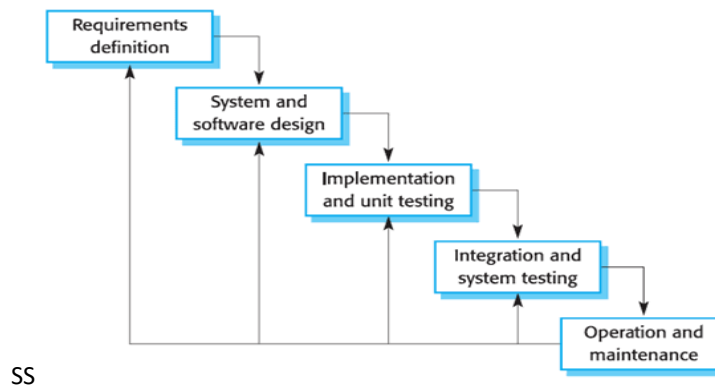 Requirements
definition
System and
software design
Implementation
and unit testing
Integration and
system testing
Operation and
maintenance
SS